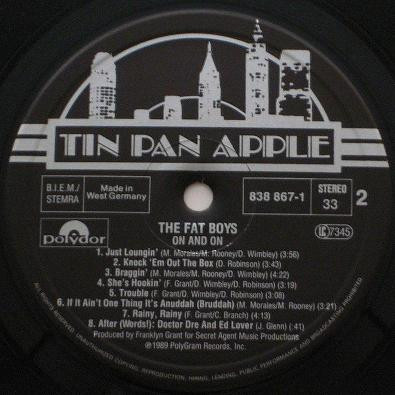 TIN PAN APPLE
B.I.E.M./
STEMRA
Made in
West Germany
838 867-1
STEREO
33
2
polydor
LC 7345
THE FAT BOYS
ON AND ON
1. Just Loungin' (M. Morales/M. Rooney/D. Wimbley) (3:56)
2. Knock 'Em Out The Box (D. Robinson) (3:43)
3. Braggin' (M. Morales/M. Rooney/D. Wimbley) (4:22)
4. She's Hookin' (F. Grant/D. Wimbley/D. Robinson) (3:19)
5. Trouble (F. Grant/D. Wimbley/D. Robinson) (3:08)
6. If It Ain't One Thing It's Anuddah (Bruddah) (M. Morales/M. Rooney) (3:21)
7. Rainy, Rainy (F. Grant/C. Branch) (4:13)
8. After (Words!): Doctor Dre And Ed Lover (J. Glenn) (:41)
Produced by Franklyn Grant for Secret Agent Music Productions
℗1989 PolyGram Records, Inc.
ALL RIGHTS RESERVED. UNAUTHORIZED COPYING, REPRODUCTION, HIRING, LENDING, PUBLIC PERFORMANCE AND BROADCASTING PROHIBITED